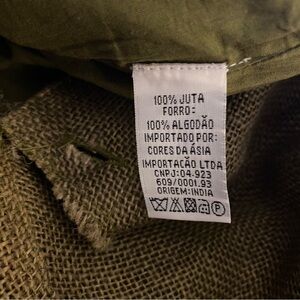 100% JUTA
FORRO:
100% ALGODÃO
IMPORTADO POR:
CORES DA ÁSIA
IMPORTAÇÃO LTDA
CNPJ:04.923
609/0001.93
ORIGEM:INDIA
P